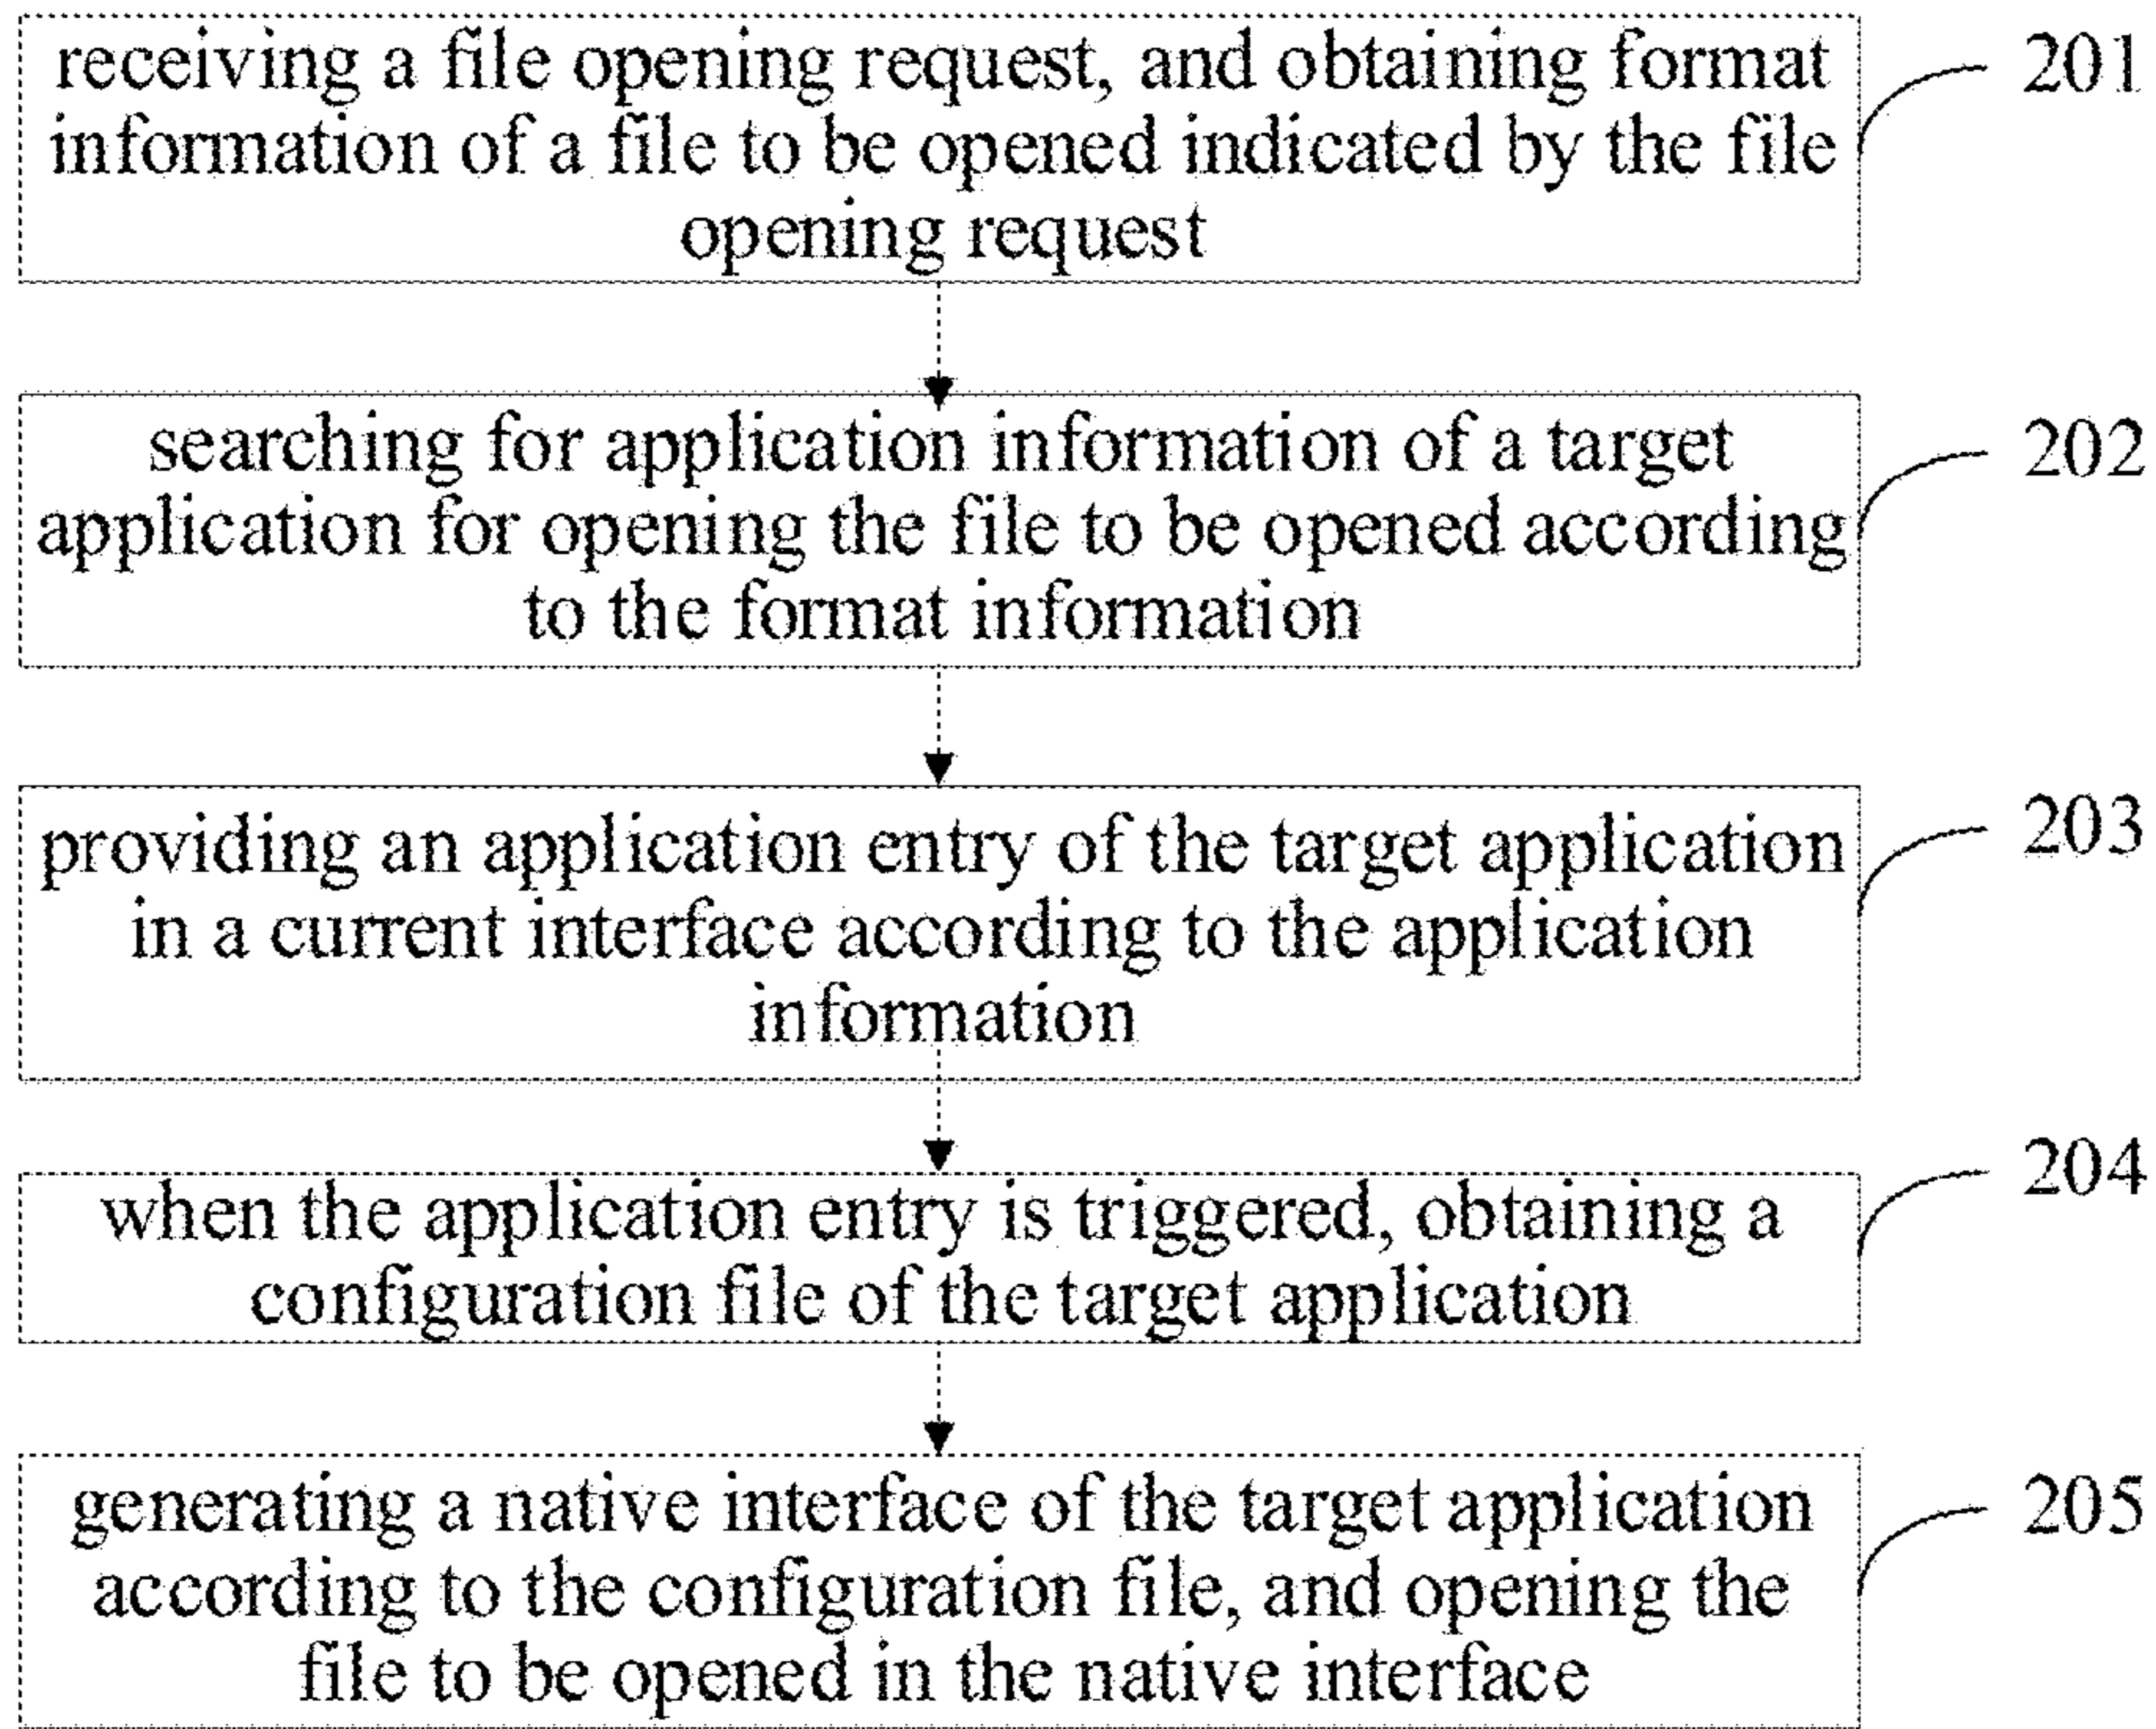 receiving a file opening request, and obtaining format
information of a file to be opened indicated by the file
opening request
201
searching for application information of a target
application for opening the file to be opened according
to the format information
202
providing an application entry of the target application
in a current interface according to the application
information
203
when the application entry is triggered, obtaining a
configuration file of the target application
204
generating a native interface of the target application
according to the configuration file, and opening the
file to be opened in the native interface
205